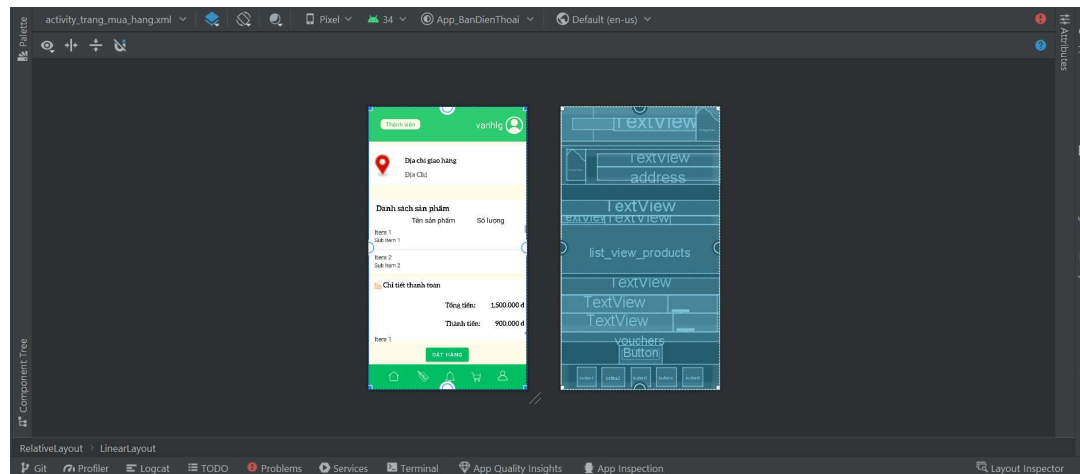 activity_trang_mua_hang.xml Pixel 34 App_BanDienThoai Default (en-us)
Palette
Attributes
Component Tree
Thành viên vanhlg
Địa chỉ giao hàng
Địa Chỉ
Danh sách sản phẩm
Tên sản phẩm Số lượng
Item 1
Sub Item 1
Item 2
Sub Item 2
Chi tiết thanh toán
Tổng tiền: 1.500.000 đ
Thành tiền: 900.000 đ
Item 1
ĐẶT HÀNG
TextView
TextView
address
TextView
TextView
list_view_products
TextView
TextView
TextView
vouchers
Button
RelativeLayout > LinearLayout
Git Profiler Logcat TODO Problems Services Terminal App Quality Insights App Inspection Layout Inspector